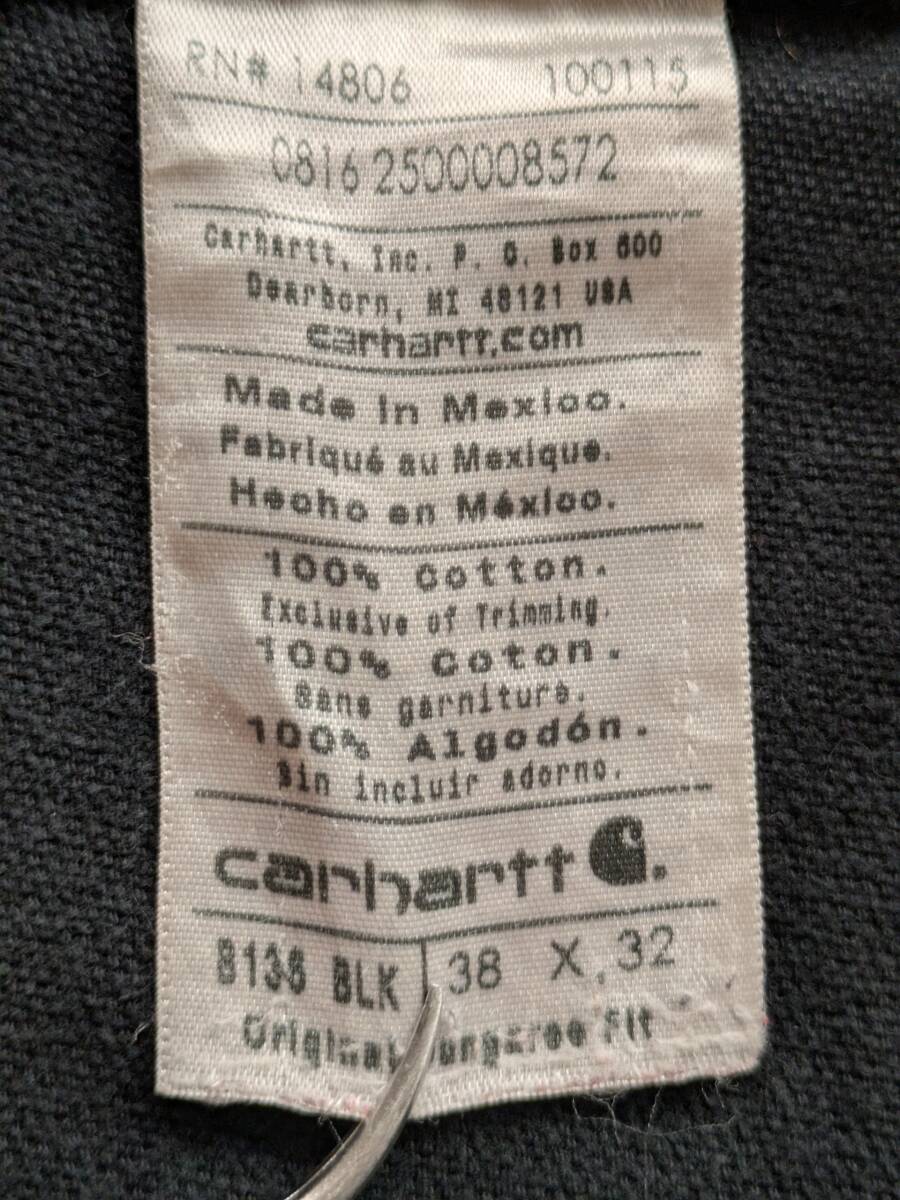 RN# 14806 100115
0816 2500008572
Carhartt, Inc. P. O. Box 600
Dearborn, MI 48121 USA
carhartt.com
Made in Mexico.
Fabriqué au Mexique.
Hecho en México.
100% Cotton.
Exclusive of Trimming.
100% Coton.
Sans garniture.
100% Algodón.
Sin incluir adorno.
carhartt
B136 BLK 38 X 32
Original Dungaree Fit